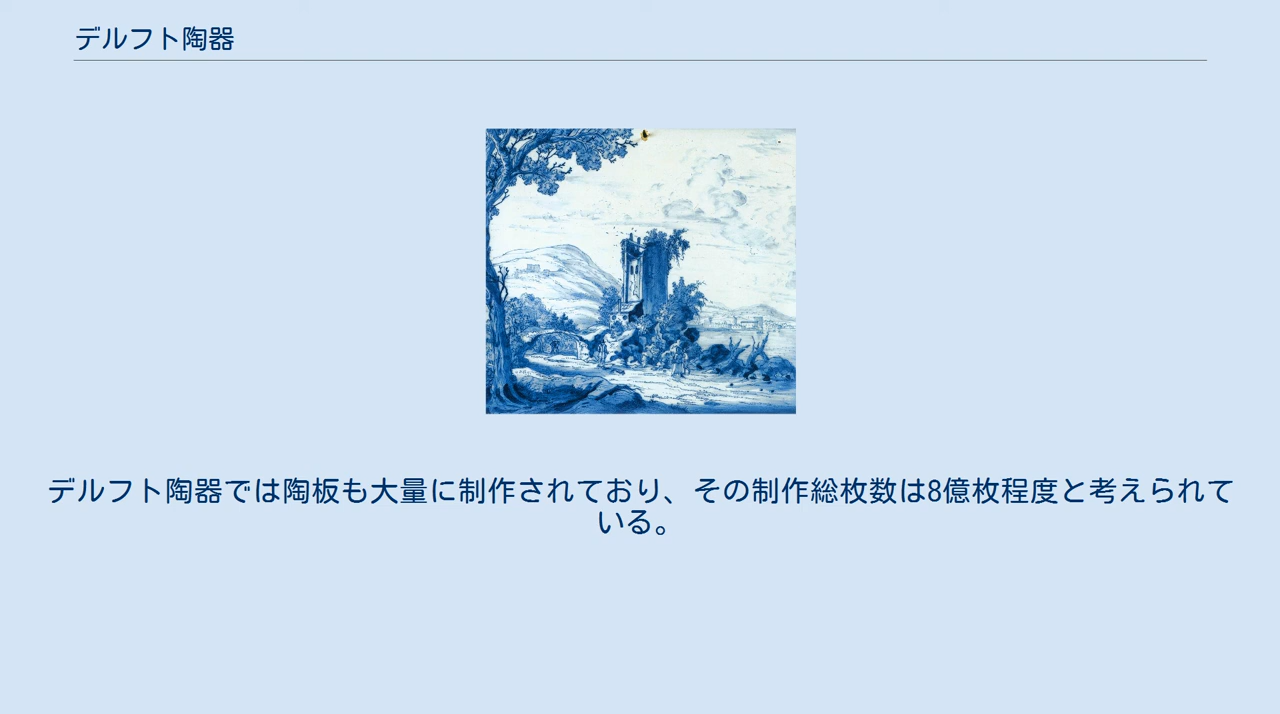 デルフト陶器
デルフト陶器では陶板も大量に制作されており、その制作総枚数は8億枚程度と考えられて
いる。